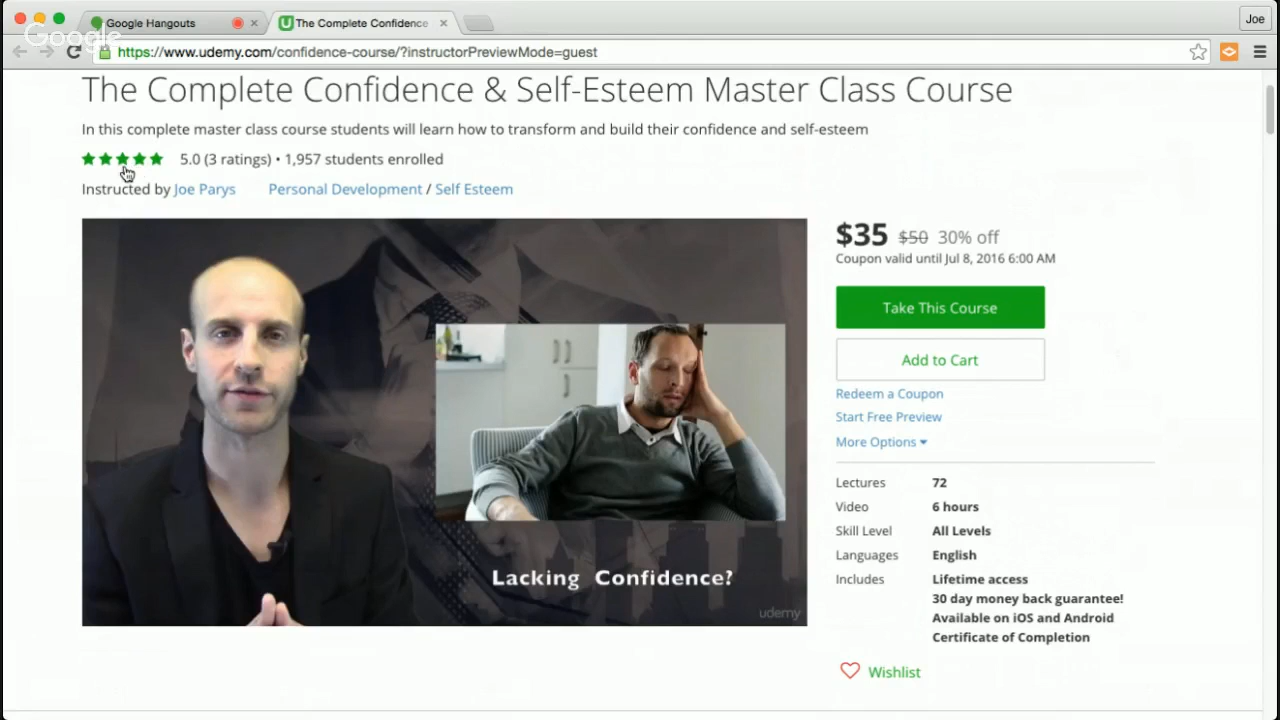 Google Hangouts
The Complete Confidence
Joe
Google
https://www.udemy.com/confidence-course/?instructorPreviewMode=guest
The Complete Confidence & Self-Esteem Master Class Course
In this complete master class course students will learn how to transform and build their confidence and self-esteem
5.0 (3 ratings) • 1,957 students enrolled
Instructed by Joe Parys Personal Development / Self Esteem
$35 $50 30% off
Coupon valid until Jul 8, 2016 6:00 AM
Take This Course
Add to Cart
Redeem a Coupon
Start Free Preview
More Options
Lectures 72
Video 6 hours
Skill Level All Levels
Languages English
Includes Lifetime access
30 day money back guarantee!
Available on iOS and Android
Certificate of Completion
Lacking Confidence?
udemy
Wishlist